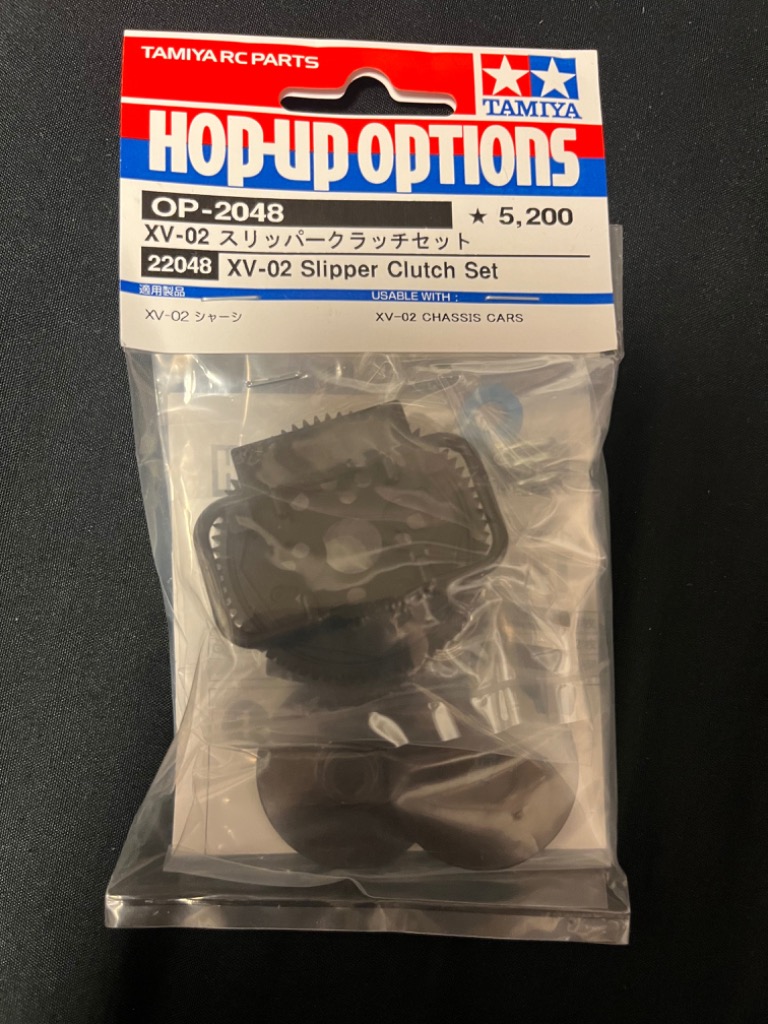 TAMIYA RC PARTS
TAMIYA
HOP-UP OPTIONS
OP-2048 ★ 5,200
XV-02 スリッパークラッチセット
22048 XV-02 Slipper Clutch Set
適用製品 USABLE WITH :
XV-02 シャーシ XV-02 CHASSIS CARS